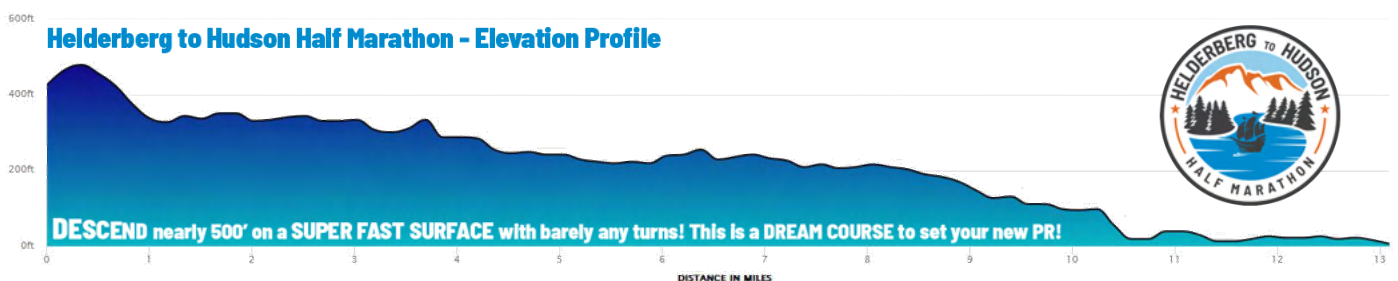 600ft
Helderberg to Hudson Half Marathon - Elevation Profile
HELDERBERG TO HUDSON
HALF MARATHON
400ft
200ft
DESCEND nearly 500' on a SUPER FAST SURFACE with barely any turns! This is a DREAM COURSE to set your new PR!
0ft
0 1 2 3 4 5 6 7 8 9 10 11 12 13
DISTANCE IN MILES